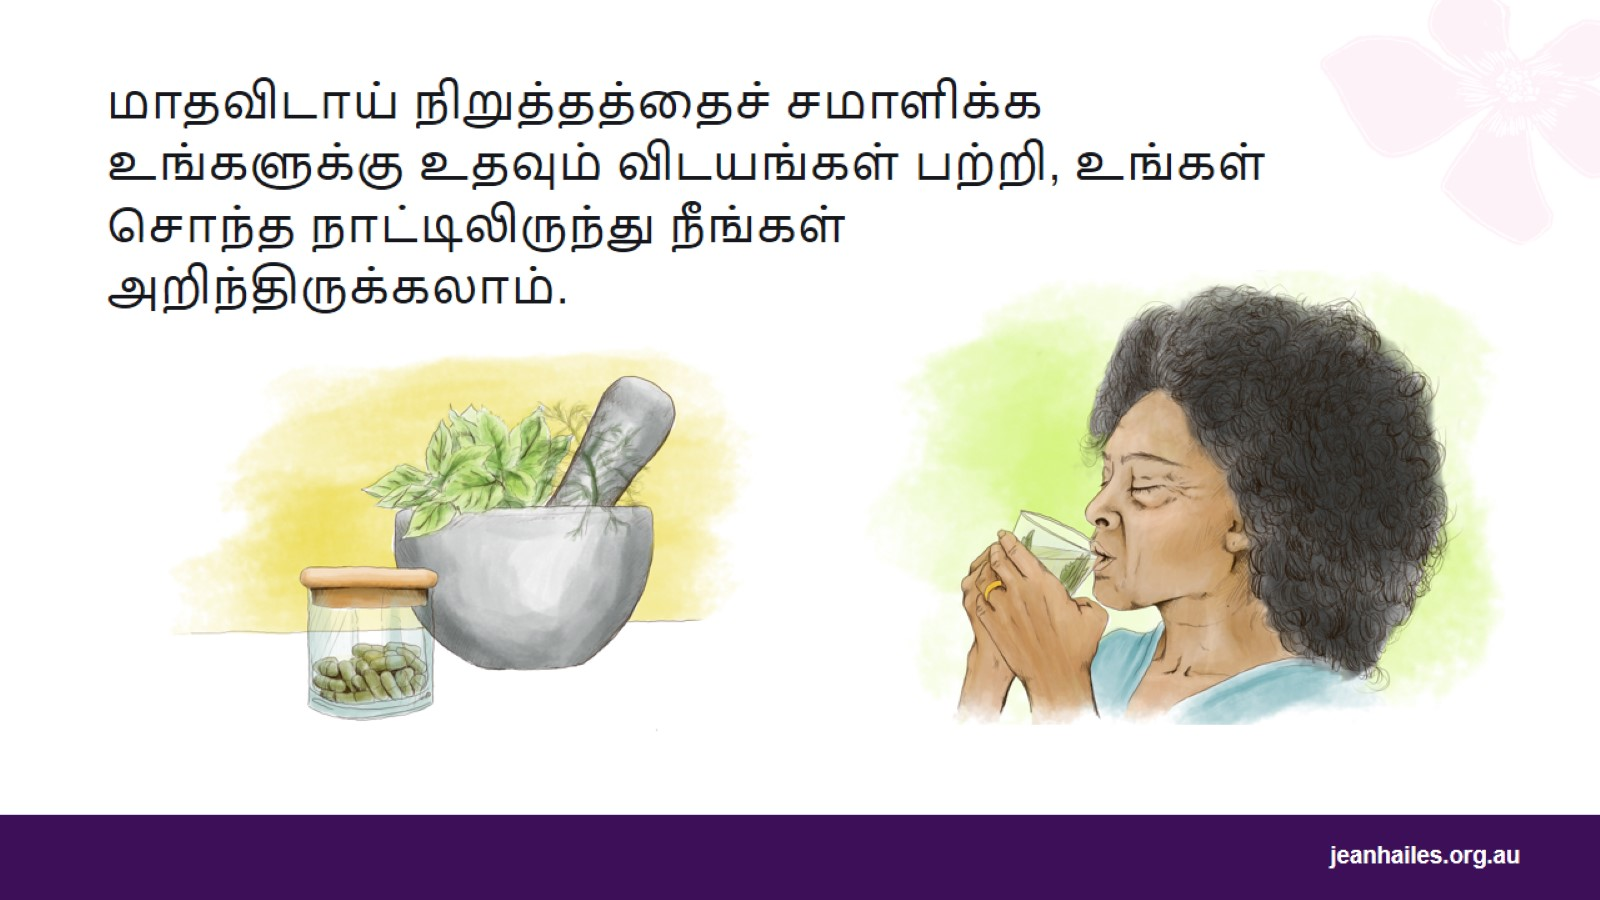 மாதவிடாய் நிறுத்தத்தைச் சமாளிக்க
உங்களுக்கு உதவும் விடயங்கள் பற்றி, உங்கள்
சொந்த நாட்டிலிருந்து நீங்கள்
அறிந்திருக்கலாம்.
jeanhailes.org.au